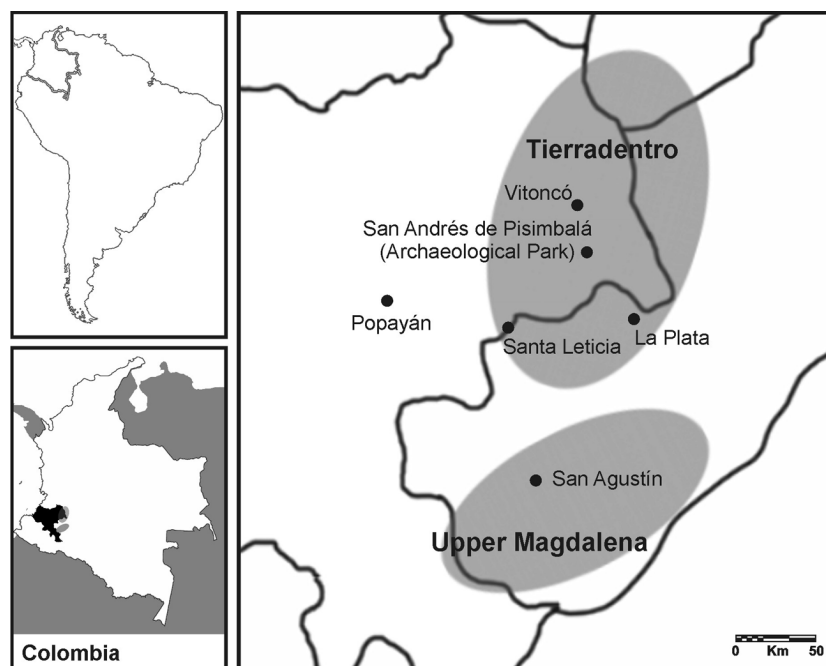 Tierradentro
Vitoncó
San Andrés de Pisimbalá
(Archaeological Park)
Popayán
Santa Leticia
La Plata
San Agustín
Upper Magdalena
0 Km 50
Colombia